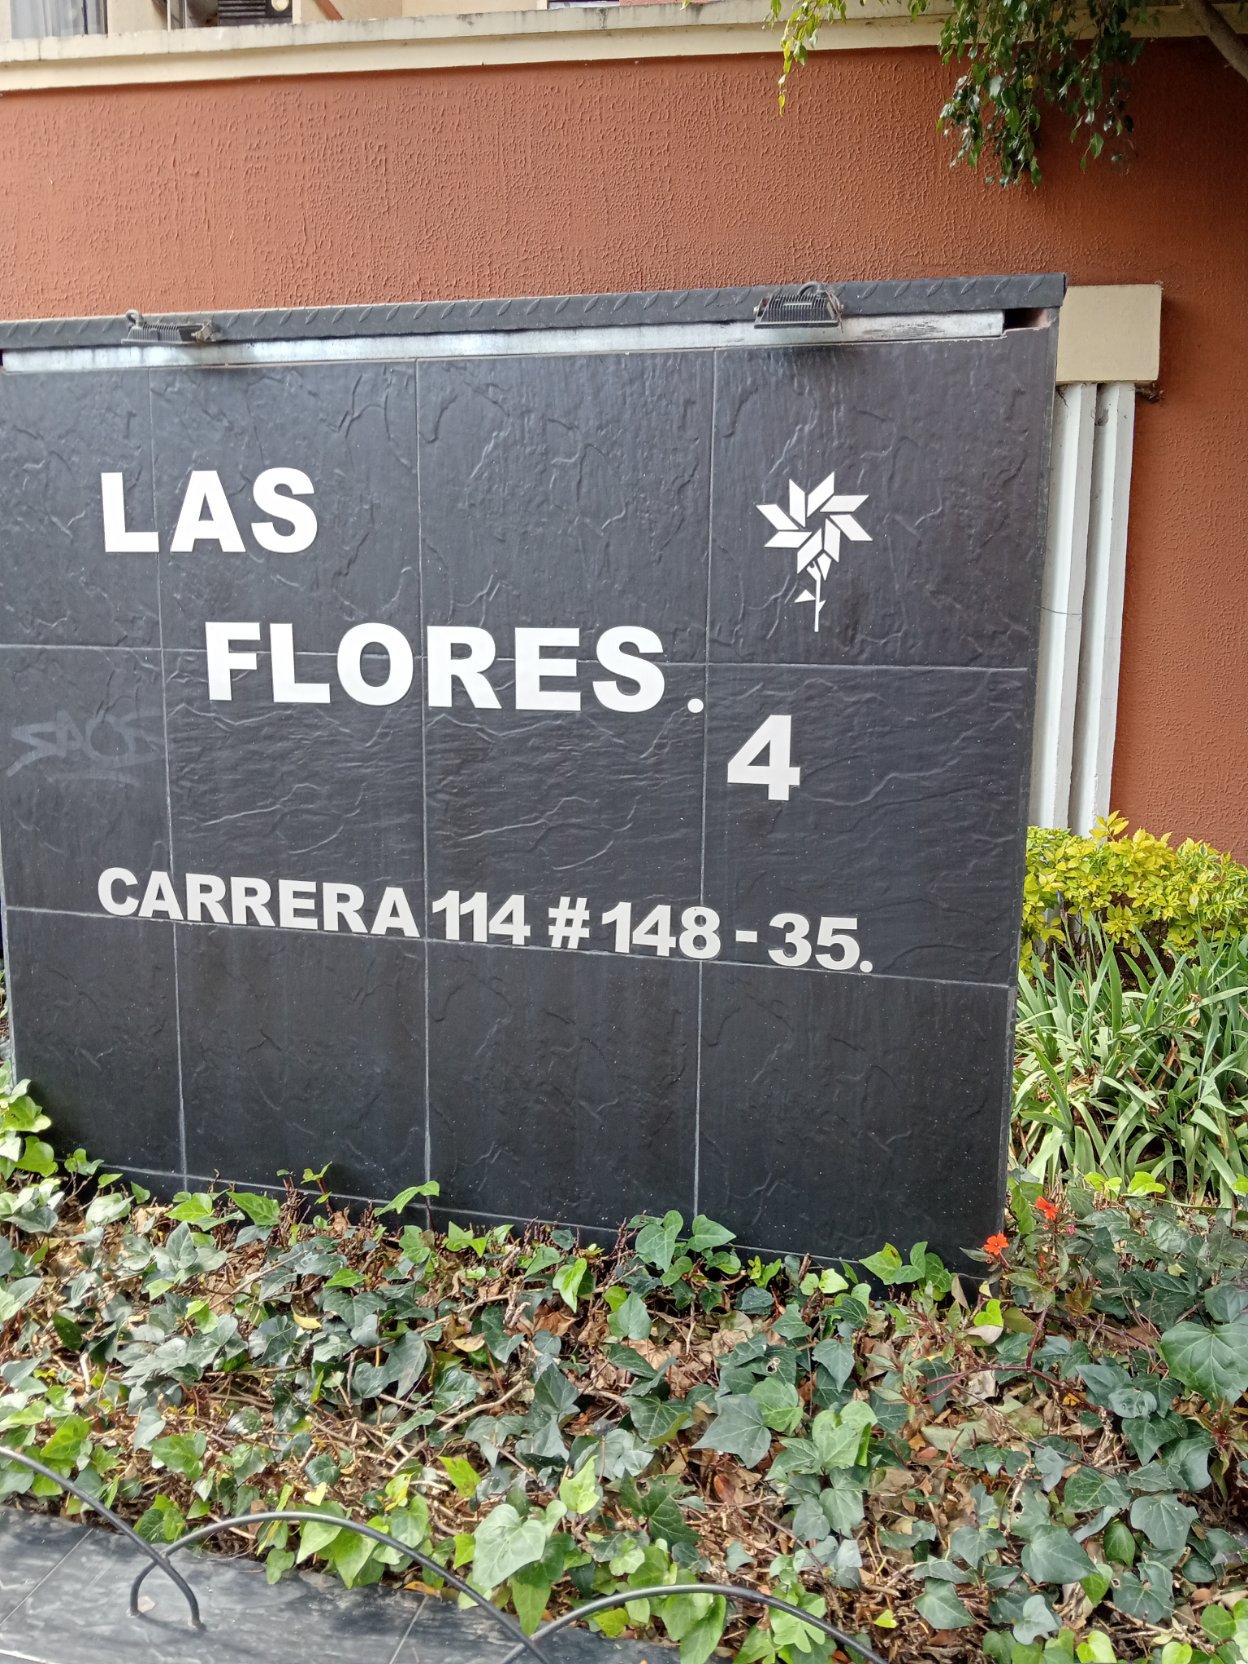 LAS
FLORES.
4
CARRERA 114 # 148 - 35.